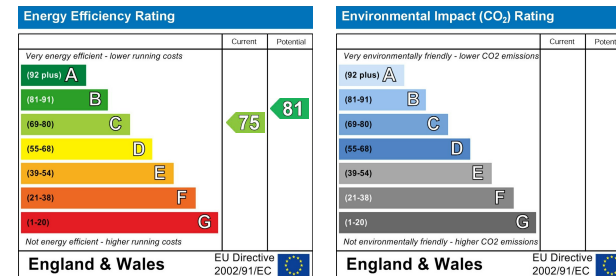 Energy Efficiency Rating
Current Potential
Very energy efficient - lower running costs
(92 plus) A
(81-91) B
(69-80) C
(55-68) D
(39-54) E
(21-38) F
(1-20) G
75
81
Not energy efficient - higher running costs
England & Wales
EU Directive
2002/91/EC
Environmental Impact (CO₂) Rating
Current Potent
Very environmentally friendly - lower CO2 emissions
(92 plus) A
(81-91) B
(69-80) C
(55-68) D
(39-54) E
(21-38) F
(1-20) G
Not environmentally friendly - higher CO2 emissions
England & Wales
EU Directive
2002/91/EC